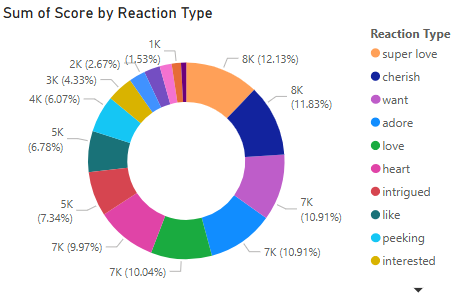 Sum of Score by Reaction Type
1K
(1.53%)
2K (2.67%)
3K (4.33%)
4K (6.07%)
5K
(6.78%)
5K
(7.34%)
7K (9.97%)
7K (10.04%)
7K (10.91%)
7K
(10.91%)
8K
(11.83%)
8K (12.13%)
Reaction Type
super love
cherish
want
adore
love
heart
intrigued
like
peeking
interested